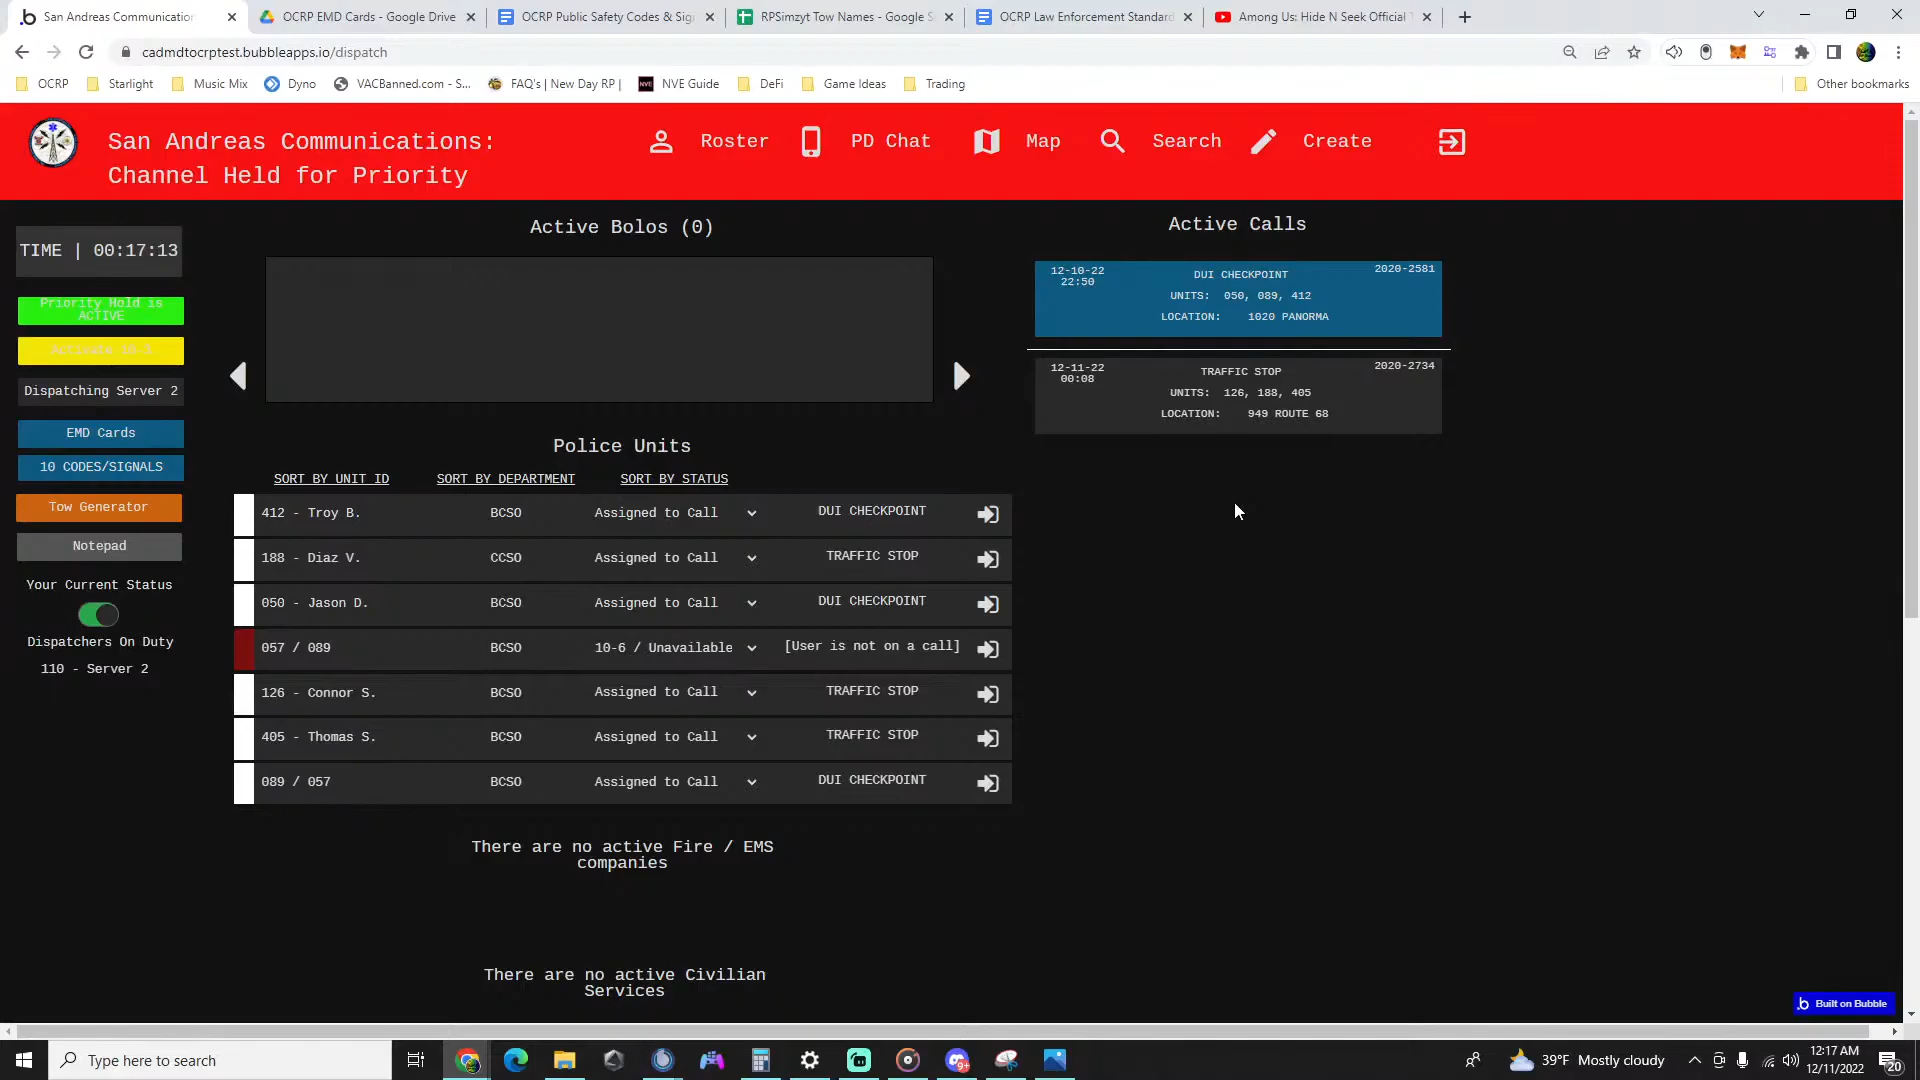 San Andreas Communication
OCRP EMD Cards - Google Drive
OCRP Public Safety Codes & Sig
RPSimzyt Tow Names - Google S
OCRP Law Enforcement Standard
Among Us: Hide N Seek Official T
cadmdtocrptest.bubbleapps.io/dispatch
OCRP
Starlight
Music Mix
Dyno
VACBanned.com - S...
FAQ's | New Day RP |
NVE Guide
DeFi
Game Ideas
Trading
Other bookmarks
San Andreas Communications:
Channel Held for Priority
Roster
PD Chat
Map
Search
Create
TIME | 00:17:13
Priority Held is
ACTIVE
Activate 10-3
Dispatching Server 2
EMD Cards
10 CODES/SIGNALS
Tow Generator
Notepad
Your Current Status
Dispatchers On Duty
110 - Server 2
Active Bolos (0)
Police Units
SORT BY UNIT ID SORT BY DEPARTMENT SORT BY STATUS
412 - Troy B. BCSO Assigned to Call DUI CHECKPOINT
188 - Diaz V. CCSO Assigned to Call TRAFFIC STOP
050 - Jason D. BCSO Assigned to Call DUI CHECKPOINT
057 / 089 BCSO 10-6 / Unavailable [User is not on a call]
126 - Connor S. BCSO Assigned to Call TRAFFIC STOP
405 - Thomas S. BCSO Assigned to Call TRAFFIC STOP
089 / 057 BCSO Assigned to Call DUI CHECKPOINT
There are no active Fire / EMS
companies
There are no active Civilian
Services
Active Calls
12-10-22
22:50
DUI CHECKPOINT
2020-2581
UNITS: 050, 089, 412
LOCATION: 1020 PANORMA
12-11-22
00:08
TRAFFIC STOP
2020-2734
UNITS: 126, 188, 405
LOCATION: 949 ROUTE 68
Built on Bubble
Type here to search
9+
39°F Mostly cloudy
12:17 AM
12/11/2022
20